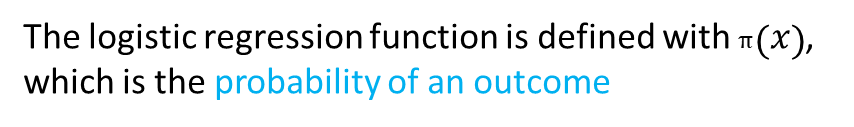 The logistic regression function is defined with π(x),
which is the probability of an outcome